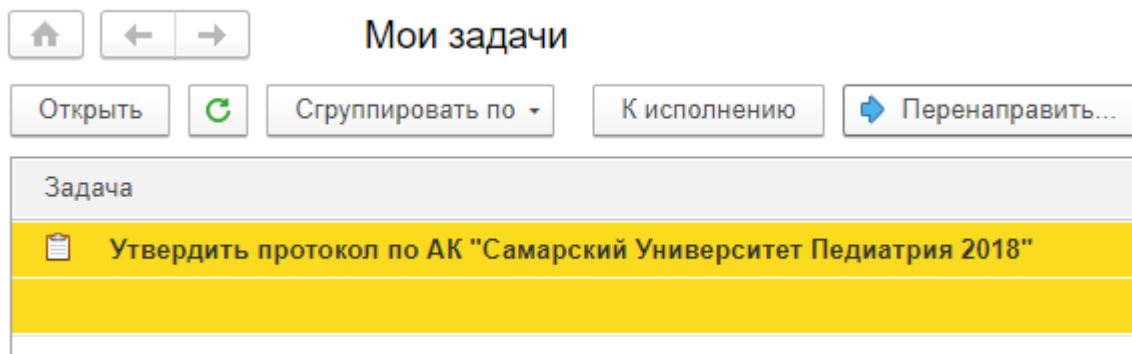 Мои задачи
Открыть Сгруппировать по К исполнению Перенаправить...
Задача
Утвердить протокол по АК "Самарский Университет Педиатрия 2018"